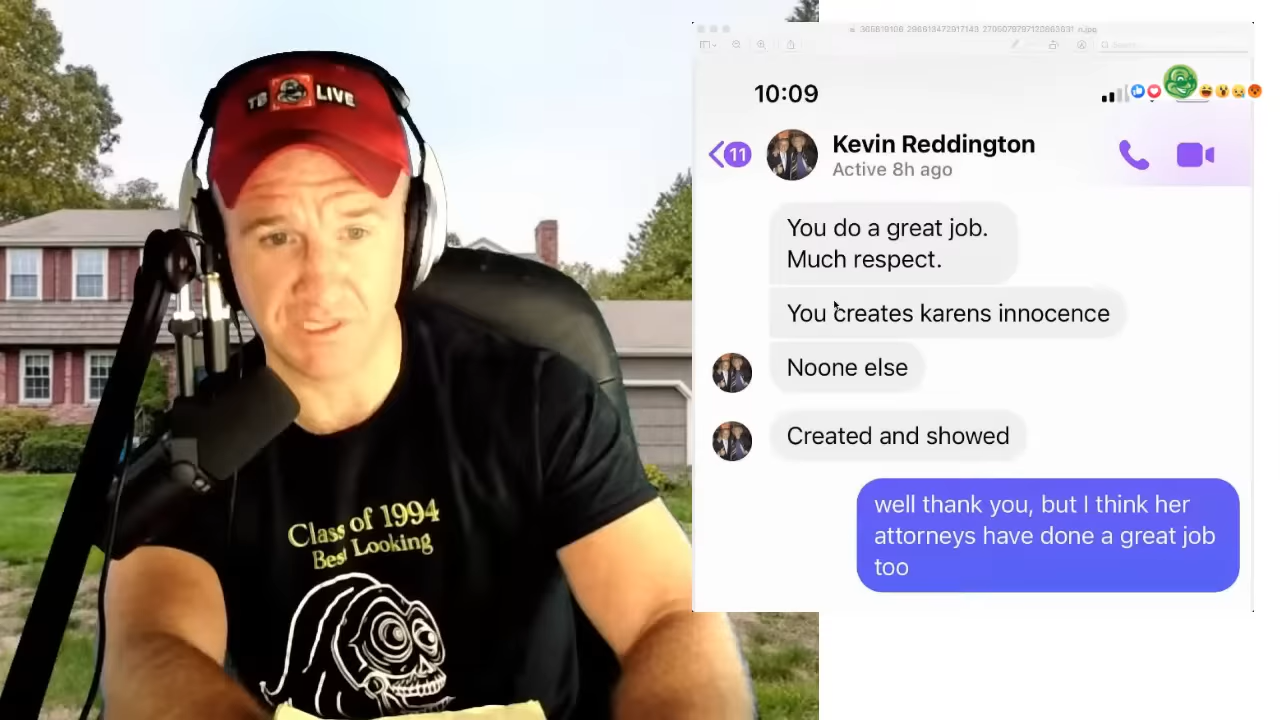 TB LIVE
Class of 1994
Best Looking
10:09
11
Kevin Reddington
Active 8h ago
You do a great job.
Much respect.
You creates karens innocence
Noone else
Created and showed
well thank you, but I think her
attorneys have done a great job
too